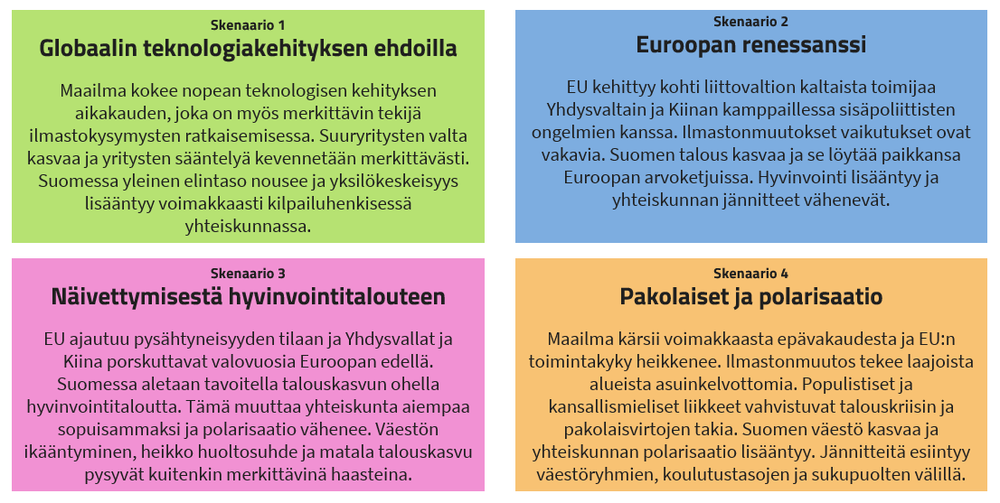 Skenaario 1
Globaalin teknologiakehityksen ehdoilla
Maailma kokee nopean teknologisen kehityksen
aikakauden, joka on myös merkittävin tekijä
ilmastokysymysten ratkaisemisessa. Suuryritysten valta
kasvaa ja yritysten sääntelyä kevennetään merkittävästi.
Suomessa yleinen elintaso nousee ja yksilökeskeisyys
lisääntyy voimakkaasti kilpailuhenkisessä
yhteiskunnassa.
Skenaario 2
Euroopan renessanssi
EU kehittyy kohti liittovaltion kaltaista toimijaa
Yhdysvaltain ja Kiinan kamppaillessa sisäpoliittisten
ongelmien kanssa. Ilmastonmuutokset vaikutukset ovat
vakavia. Suomen talous kasvaa ja se löytää paikkansa
Euroopan arvoketjuissa. Hyvinvointi lisääntyy ja
yhteiskunnan jännitteet vähenevät.
Skenaario 3
Näivettymisestä hyvinvointitalouteen
EU ajautuu pysähtyneisyyden tilaan ja Yhdysvallat ja
Kiina porskuttavat valovuosia Euroopan edellä.
Suomessa aletaan tavoitella talouskasvun ohella
hyvinvointitaloutta. Tämä muuttaa yhteiskunta aiempaa
sopuisammaksi ja polarisaatio vähenee. Väestön
ikääntyminen, heikko huoltosuhde ja matala talouskasvu
pysyvät kuitenkin merkittävinä haasteina.
Skenaario 4
Pakolaiset ja polarisaatio
Maailma kärsii voimakkaasta epävakaudesta ja EU:n
toimintakyky heikkenee. Ilmastonmuutos tekee laajoista
alueista asuinkelvottomia. Populistiset ja
kansallismieliset liikkeet vahvistuvat talouskriisin ja
pakolaisvirtojen takia. Suomen väestö kasvaa ja
yhteiskunnan polarisaatio lisääntyy. Jännitteitä esiintyy
väestöryhmien, koulutustasojen ja sukupuolten välillä.